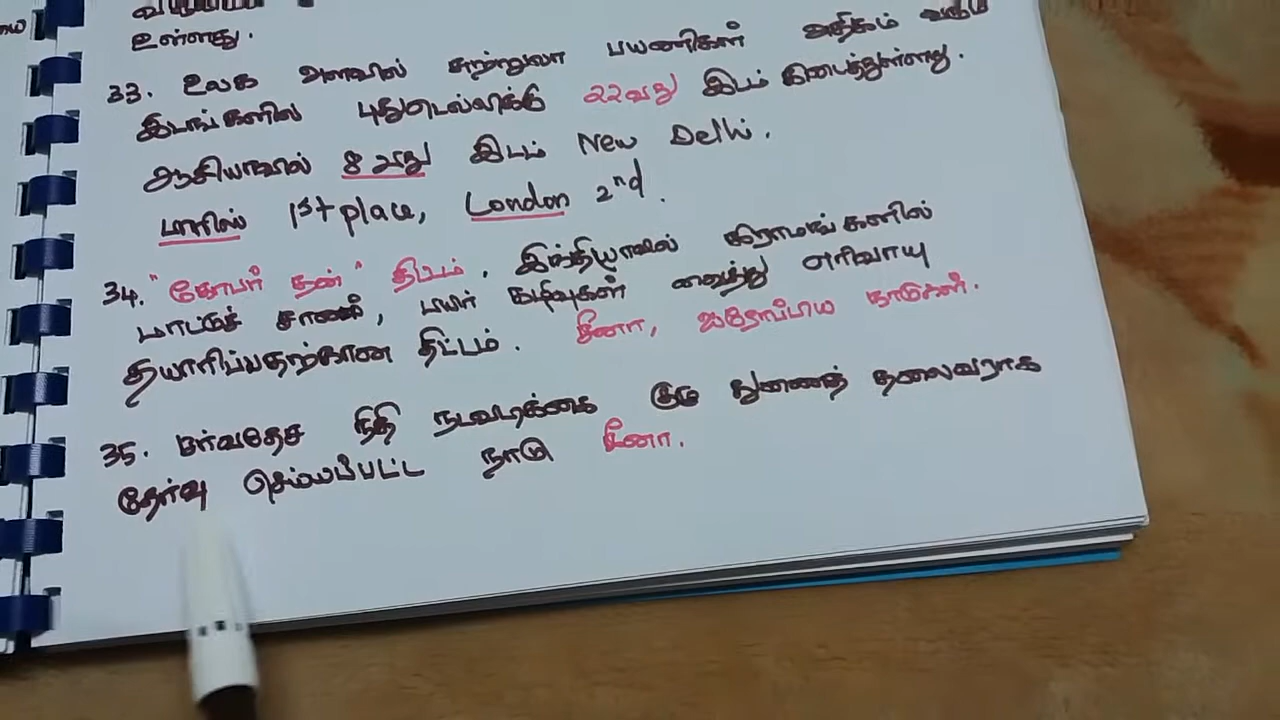 உள்ளது.
33. உலக அளவில் சுற்றுலா பயணிகள் அதிகம் வரும்
இடங்களில் புதுடெல்லிக்கு 22வது இடம் கிடைத்துள்ளது.
ஆசியாவில் 8வது இடம் New Delhi.
பாரிஸ் 1st place, London 2nd.
34. "கோபர் தன்" திட்டம். இந்தியாவில் கிராமங்களில்
மாட்டுச் சாணம், பயிர் கழிவுகள் வைத்து எரிவாயு
தயாரிப்பதற்கான திட்டம். சீனா, ஐரோப்பிய நாடுகள்.
35. சர்வதேச நிதி நடவடிக்கை குழு துணைத் தலைவராக
தேர்வு செய்யப்பட்ட நாடு சீனா.